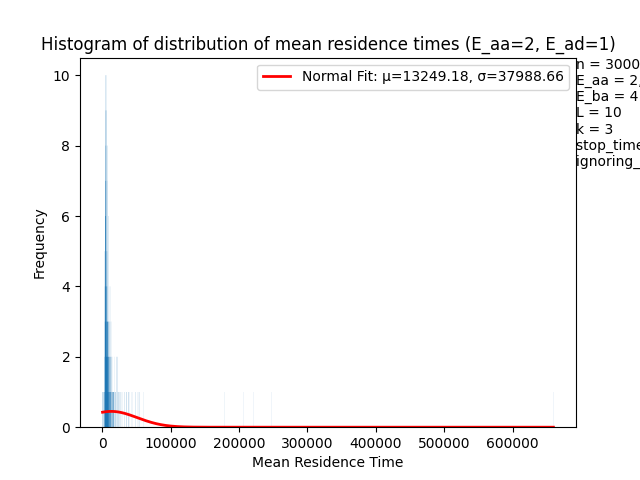 Histogram of distribution of mean residence times (E_aa=2, E_ad=1)
Normal Fit: μ=13249.18, σ=37988.66
n = 3000
E_aa = 2,
E_ba = 4
L = 10
k = 3
stop_time
ignoring_
10
8
6
4
2
0
Frequency
0 100000 200000 300000 400000 500000 600000
Mean Residence Time